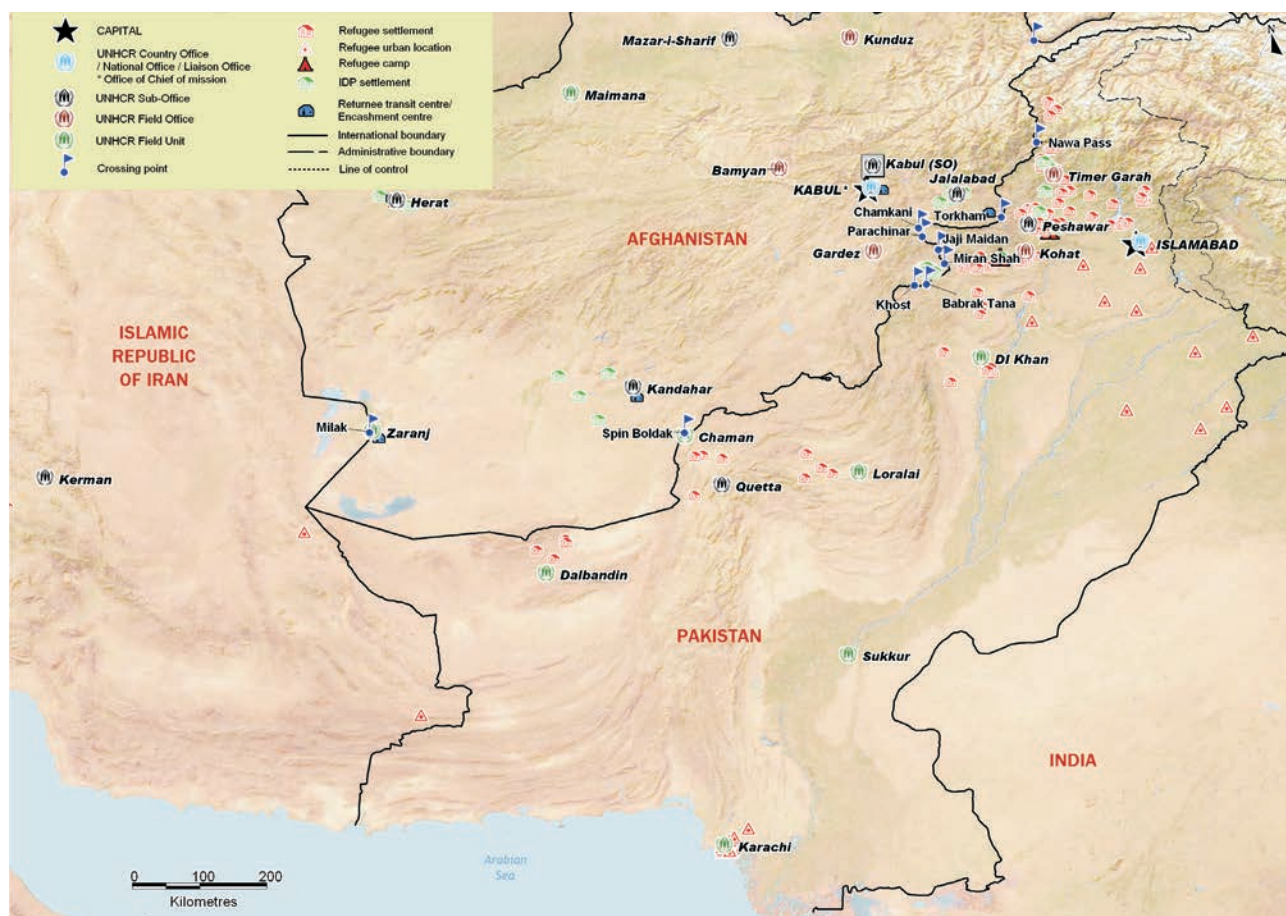 CAPITAL
UNHCR Country Office
/ National Office / Liaison Office
* Office of Chief of mission
UNHCR Sub-Office
UNHCR Field Office
UNHCR Field Unit
Crossing point
Refugee settlement
Refugee urban location
Refugee camp
IDP settlement
Returnee transit centre/
Encashment centre
International boundary
Administrative boundary
Line of control
N
Mazar-i-Sharif
Kunduz
Maimana
Nawa Pass
Bamyan
Kabul (SO)
Timer Garah
KABUL*
Jalalabad
Herat
Chamkani
Torkham
Peshawar
Parachinar
AFGHANISTAN
Jaji Maidan
ISLAMABAD
Gardez
Miran Shah
Kohat
Khost
Babrak Tana
ISLAMIC
REPUBLIC
OF IRAN
DI Khan
Kandahar
Milak
Zaranj
Spin Boldak
Chaman
Kerman
Quetta
Loralai
Dalbandin
PAKISTAN
Sukkur
INDIA
Karachi
Arabian
Sea
0 100 200
Kilometres